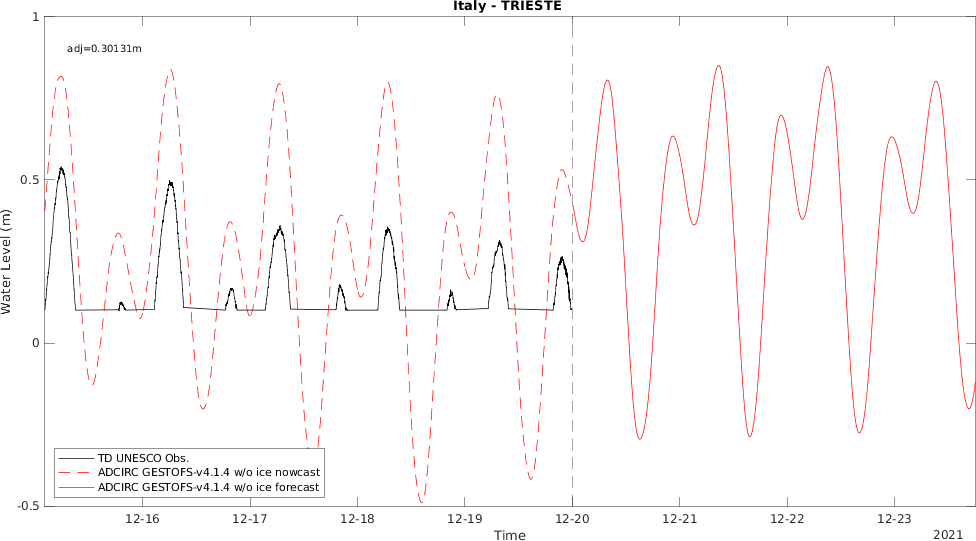 Italy - TRIESTE
adj=0.30131m
1
0.5
0
-0.5
Water Level (m)
TD UNESCO Obs.
ADCIRC GESTOFS-v4.1.4 w/o ice nowcast
ADCIRC GESTOFS-v4.1.4 w/o ice forecast
12-16 12-17 12-18 12-19 12-20 12-21 12-22 12-23
Time
2021